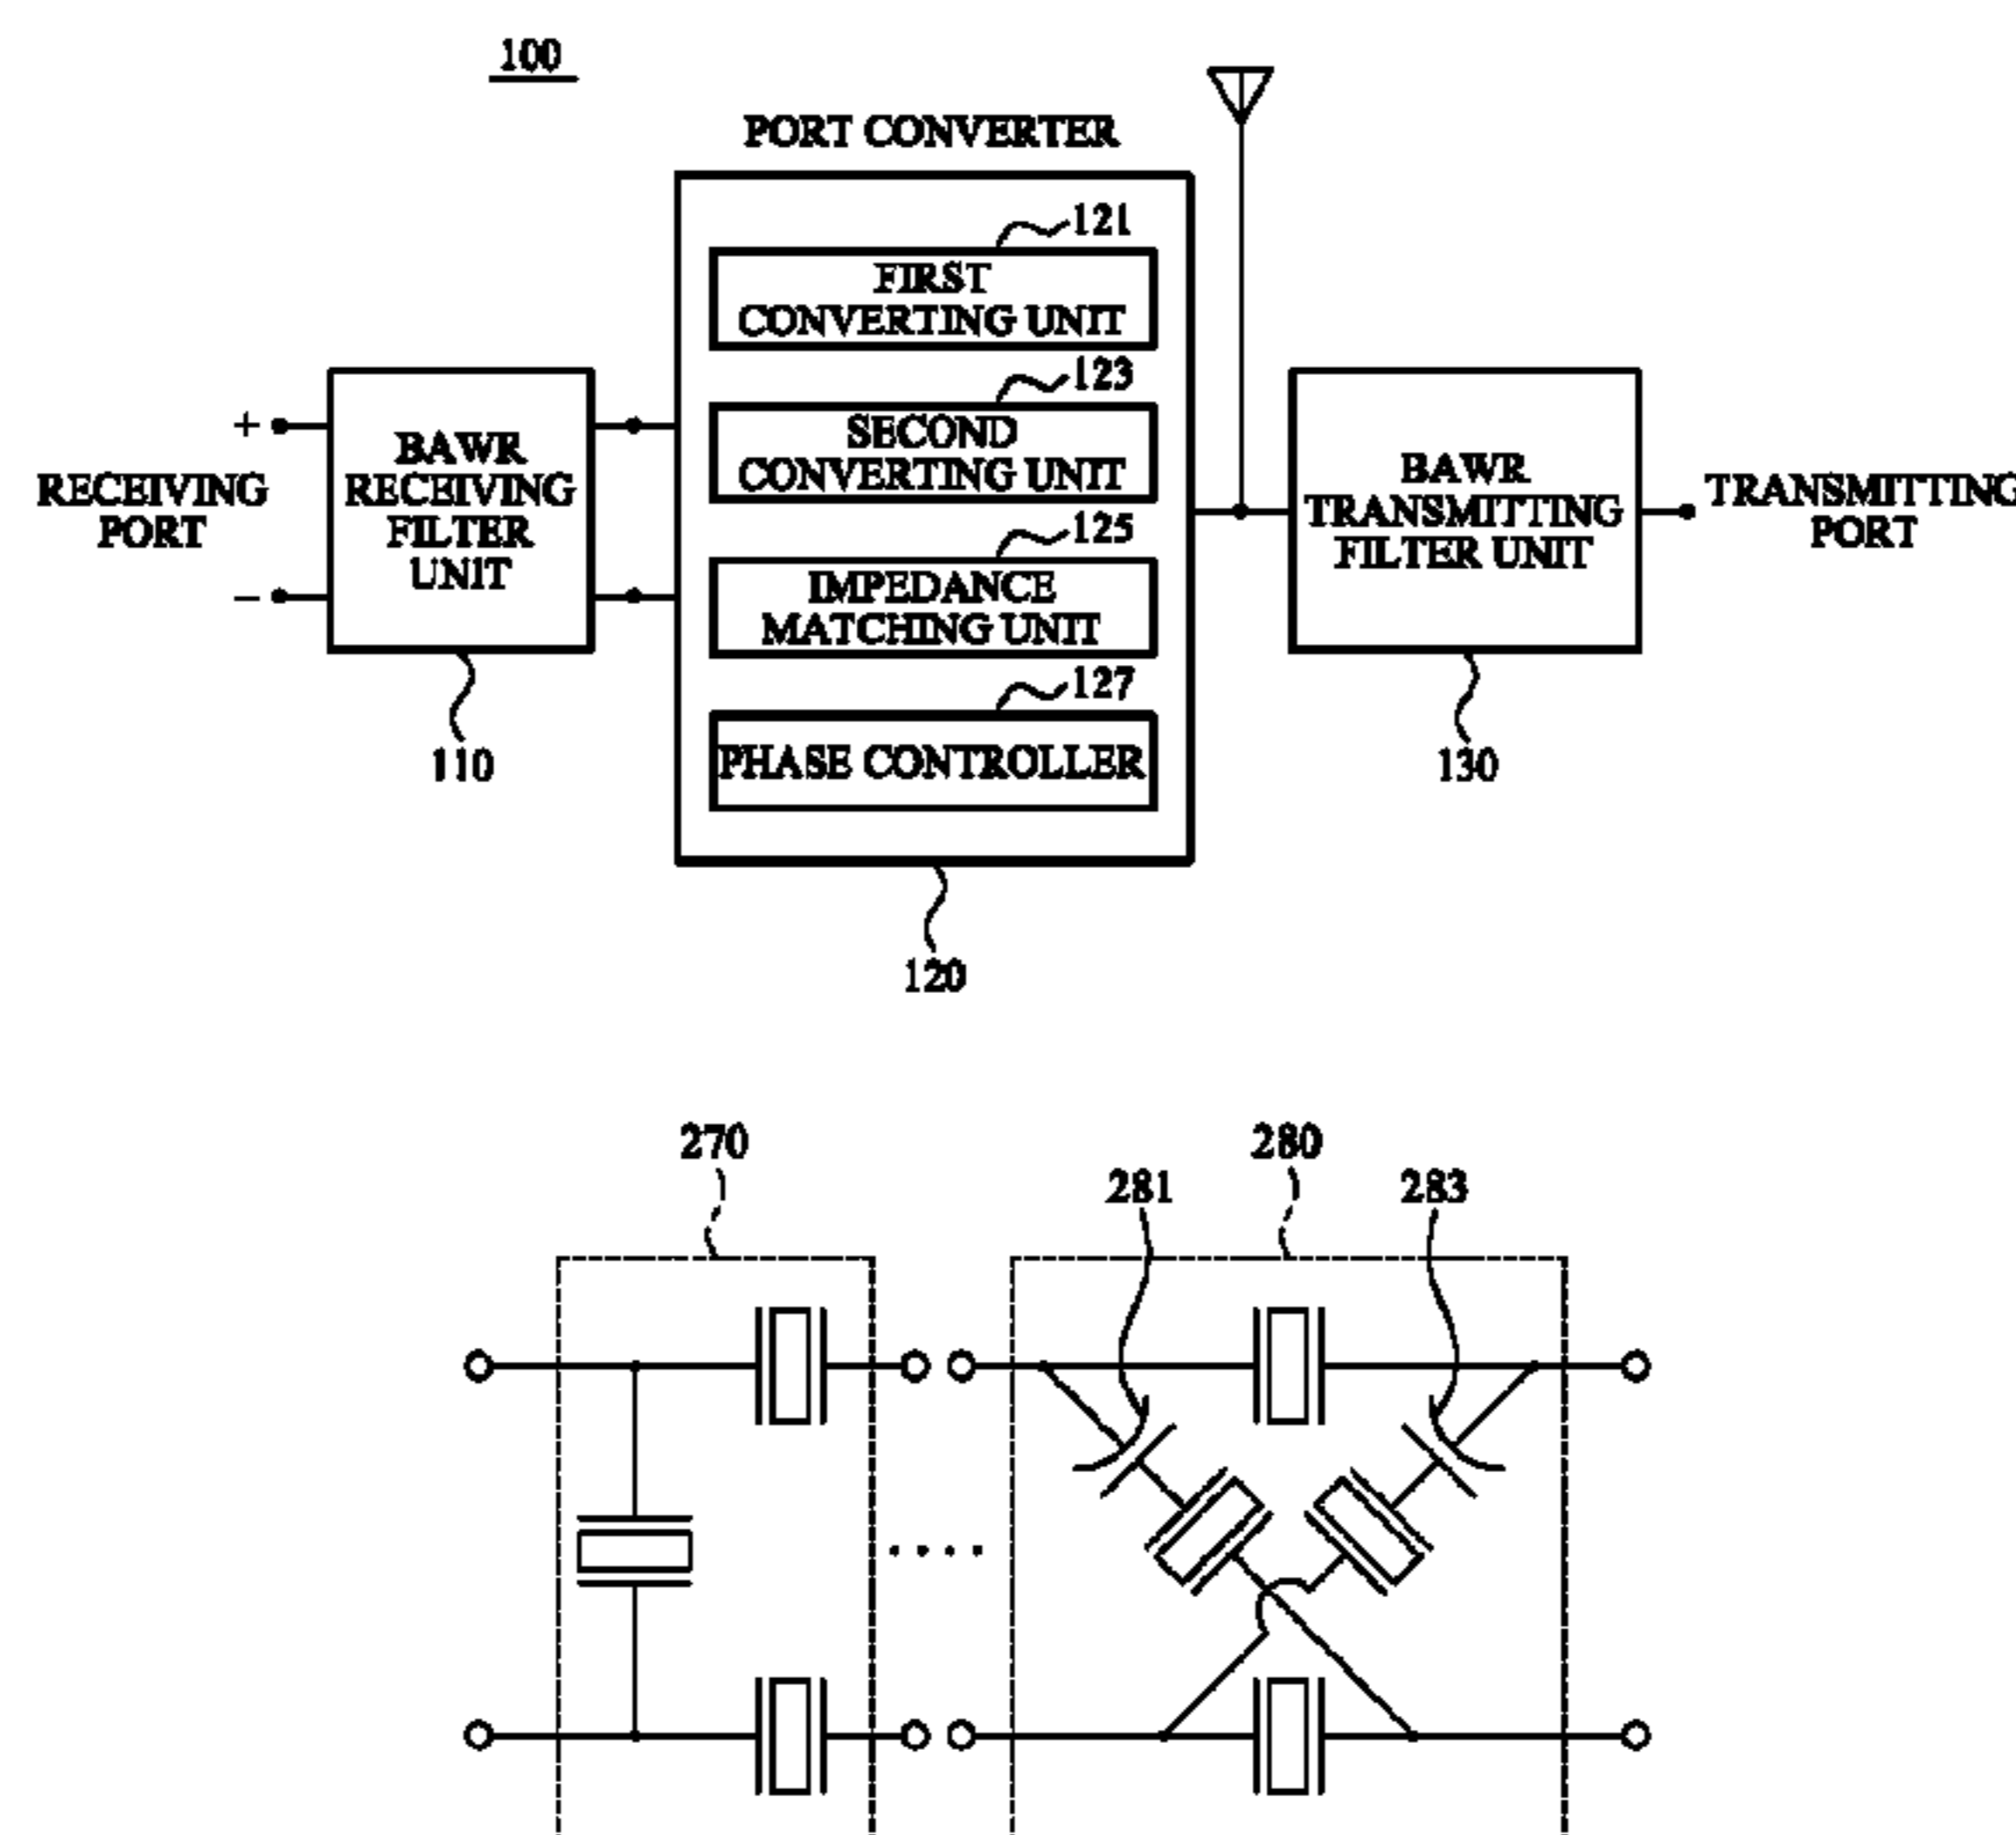 100
PORT CONVERTER
121
FIRST
CONVERTING UNIT
123
SECOND
CONVERTING UNIT
125
IMPEDANCE
MATCHING UNIT
127
PHASE CONTROLLER
120
+
−
RECEIVING
PORT
BAWR
RECEIVING
FILTER
UNIT
110
BAWR
TRANSMITTING
FILTER UNIT
130
TRANSMITTING
PORT
270
280
281
283